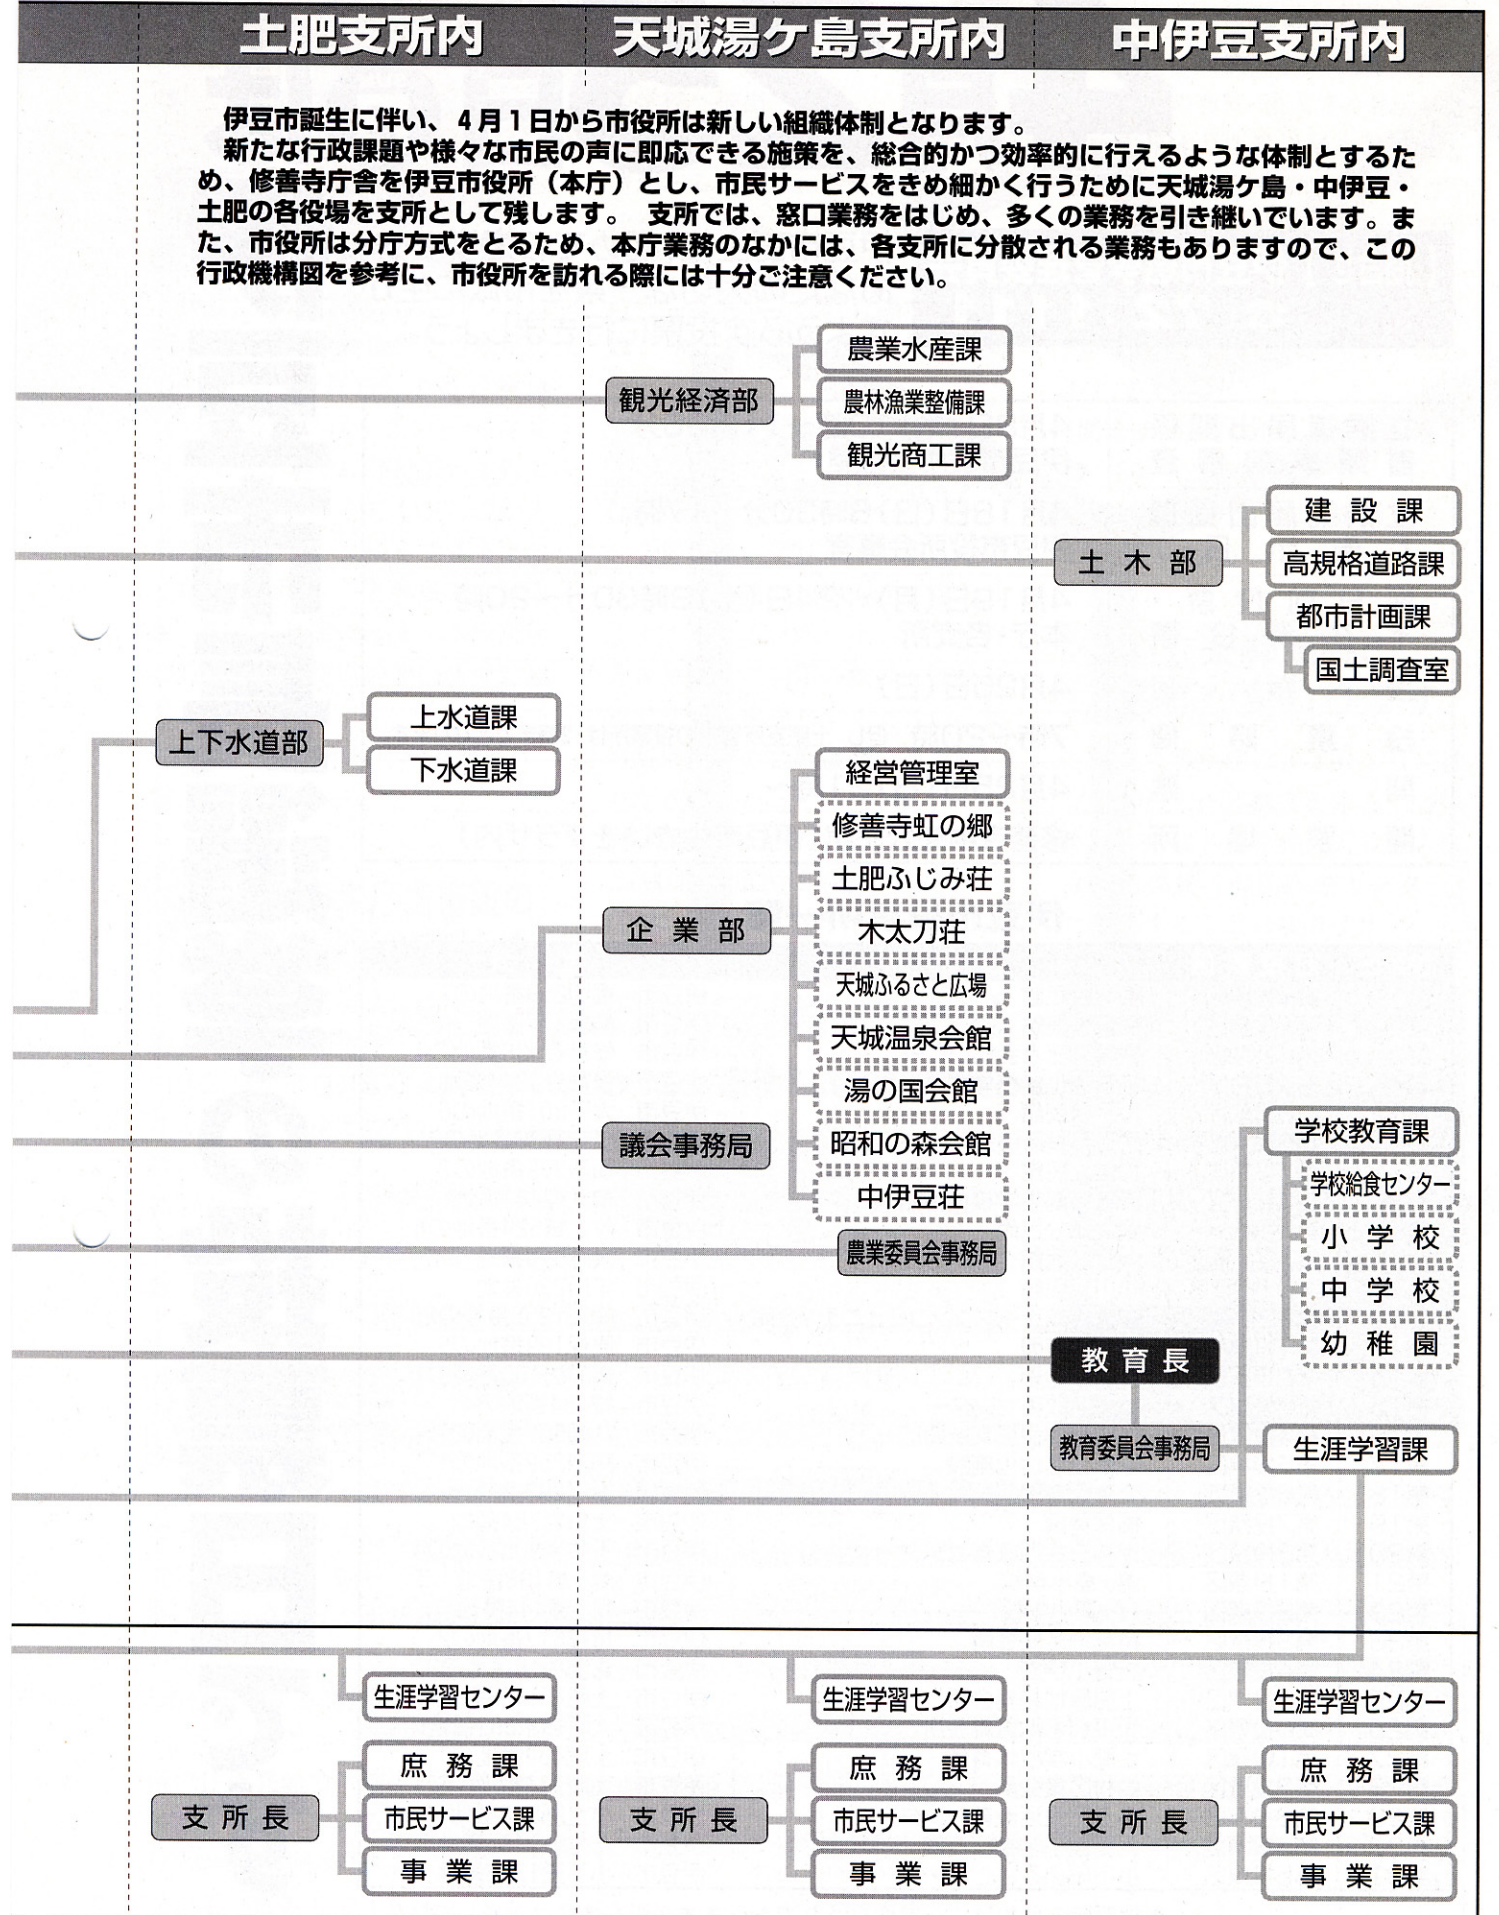 土肥支所内
天城湯ケ島支所内
中伊豆支所内
伊豆市誕生に伴い、4月1日から市役所は新しい組織体制となります。
新たな行政課題や様々な市民の声に即応できる施策を、総合的かつ効率的に行えるような体制とするた
め、修善寺庁舎を伊豆市役所(本庁)とし、市民サービスをきめ細かく行うために天城湯ケ島・中伊豆・
土肥の各役場を支所として残します。 支所では、窓口業務をはじめ、多くの業務を引き継いでいます。ま
た、市役所は分庁方式をとるため、本庁業務のなかには、各支所に分散される業務もありますので、この
行政機構図を参考に、市役所を訪れる際には十分ご注意ください。
観光経済部
農業水産課
農林漁業整備課
観光商工課
土木部
建設課
高規格道路課
都市計画課
国土調査室
上下水道部
上水道課
下水道課
企業部
経営管理室
修善寺虹の郷
土肥ふじみ荘
木太刀荘
天城ふるさと広場
天城温泉会館
湯の国会館
昭和の森会館
中伊豆荘
議会事務局
農業委員会事務局
教育長
教育委員会事務局
学校教育課
学校給食センター
小学校
中学校
幼稚園
生涯学習課
生涯学習センター
支所長
庶務課
市民サービス課
事業課
生涯学習センター
支所長
庶務課
市民サービス課
事業課
生涯学習センター
支所長
庶務課
市民サービス課
事業課